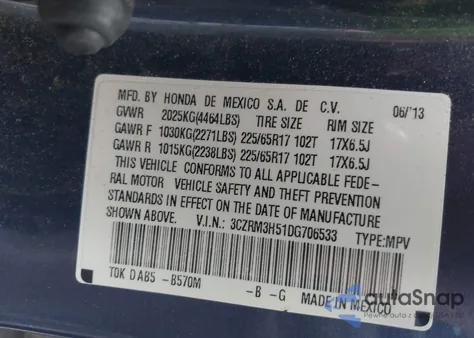 MFD. BY HONDA DE MEXICO S.A. DE C.V. 06/'13
GVWR 2025KG(4464LBS) TIRE SIZE RIM SIZE
GAWR F 1030KG(2271LBS) 225/65R17 102T 17X6.5J
GAWR R 1015KG(2238LBS) 225/65R17 102T 17X6.5J
THIS VEHICLE CONFORMS TO ALL APPLICABLE FEDE-
RAL MOTOR VEHICLE SAFETY AND THEFT PREVENTION
STANDARDS IN EFFECT ON THE DATE OF MANUFACTURE
SHOWN ABOVE. V.I.N.: 3CZRM3H51DG706533 TYPE:MPV
T0K D AB5 -B570M -B -G MADE IN MEXICO
autoSnap